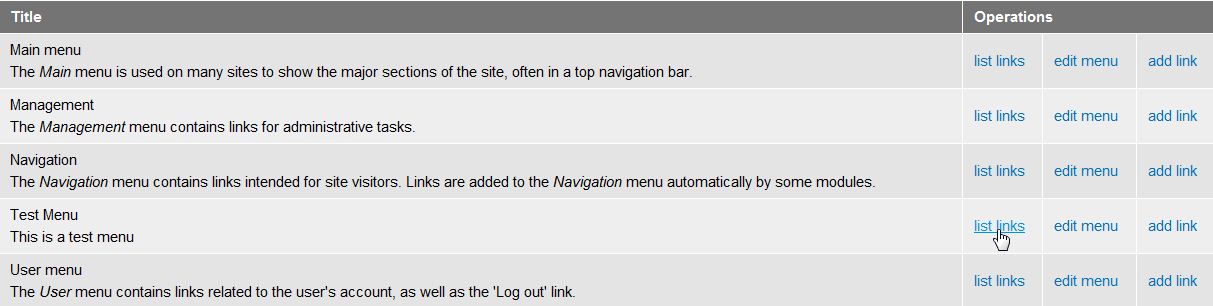 Title Operations
Main menu
The Main menu is used on many sites to show the major sections of the site, often in a top navigation bar.
list links edit menu add link
Management
The Management menu contains links for administrative tasks.
list links edit menu add link
Navigation
The Navigation menu contains links intended for site visitors. Links are added to the Navigation menu automatically by some modules.
list links edit menu add link
Test Menu
This is a test menu
list links edit menu add link
User menu
The User menu contains links related to the user's account, as well as the 'Log out' link.
list links edit menu add link